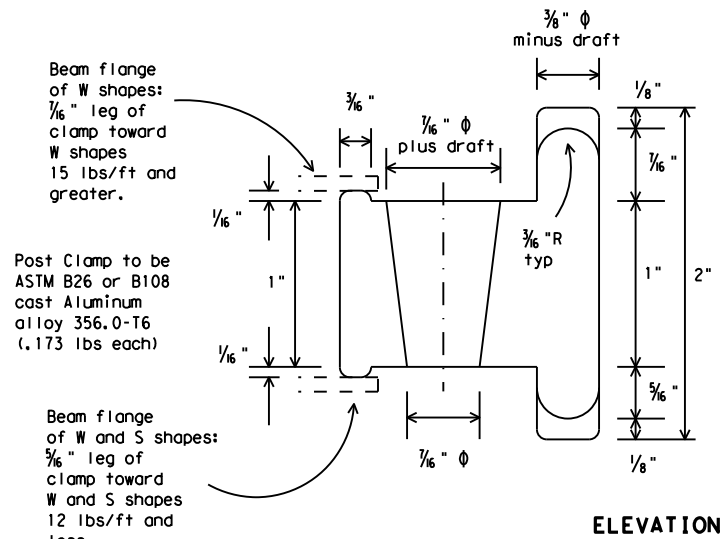 3/8" ϕ
minus draft
Beam flange
of W shapes:
7/16" leg of
clamp toward
W shapes
15 lbs/ft and
greater.
3/16"
7/16" ϕ
plus draft
1/8"
7/16"
1/16"
3/16"R
typ
Post Clamp to be
ASTM B26 or B108
cast Aluminum
alloy 356.0-T6
(.173 lbs each)
1"
1"
2"
1/16"
5/16"
Beam flange
of W and S shapes:
5/16" leg of
clamp toward
W and S shapes
12 lbs/ft and
7/16" ϕ
1/8"
ELEVATION